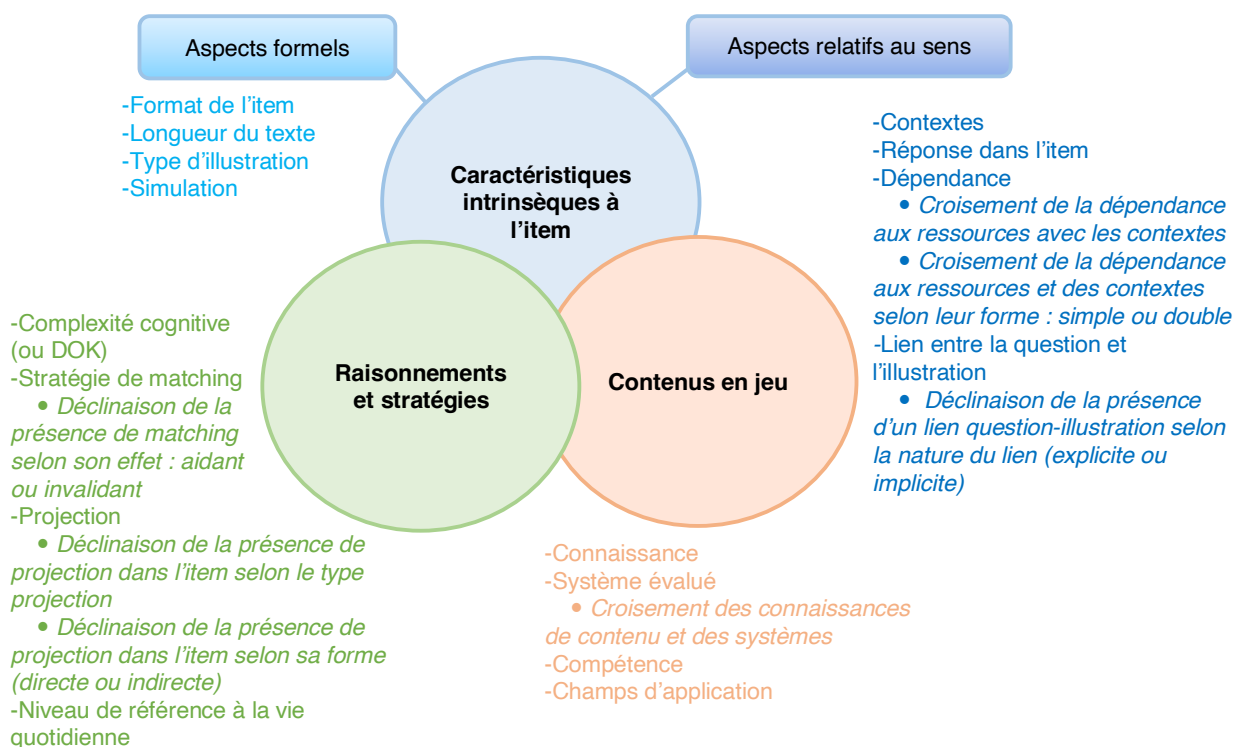 Aspects formels
Aspects relatifs au sens
-Format de l'item
-Longueur du texte
-Type d'illustration
-Simulation
Caractéristiques
intrinsèques à
l'item
-Contextes
-Réponse dans l'item
-Dépendance
• Croisement de la dépendance
aux ressources avec les contextes
• Croisement de la dépendance
aux ressources et des contextes
selon leur forme : simple ou double
-Lien entre la question et
l'illustration
• Déclinaison de la présence
d'un lien question-illustration selon
la nature du lien (explicite ou
implicite)
Raisonnements
et stratégies
Contenus en jeu
-Complexité cognitive
(ou DOK)
-Stratégie de matching
• Déclinaison de la
présence de matching
selon son effet : aidant
ou invalidant
-Projection
• Déclinaison de la présence de
projection dans l'item selon le type
projection
• Déclinaison de la présence de
projection dans l'item selon sa forme
(directe ou indirecte)
-Niveau de référence à la vie
quotidienne
-Connaissance
-Système évalué
• Croisement des connaissances
de contenu et des systèmes
-Compétence
-Champs d'application